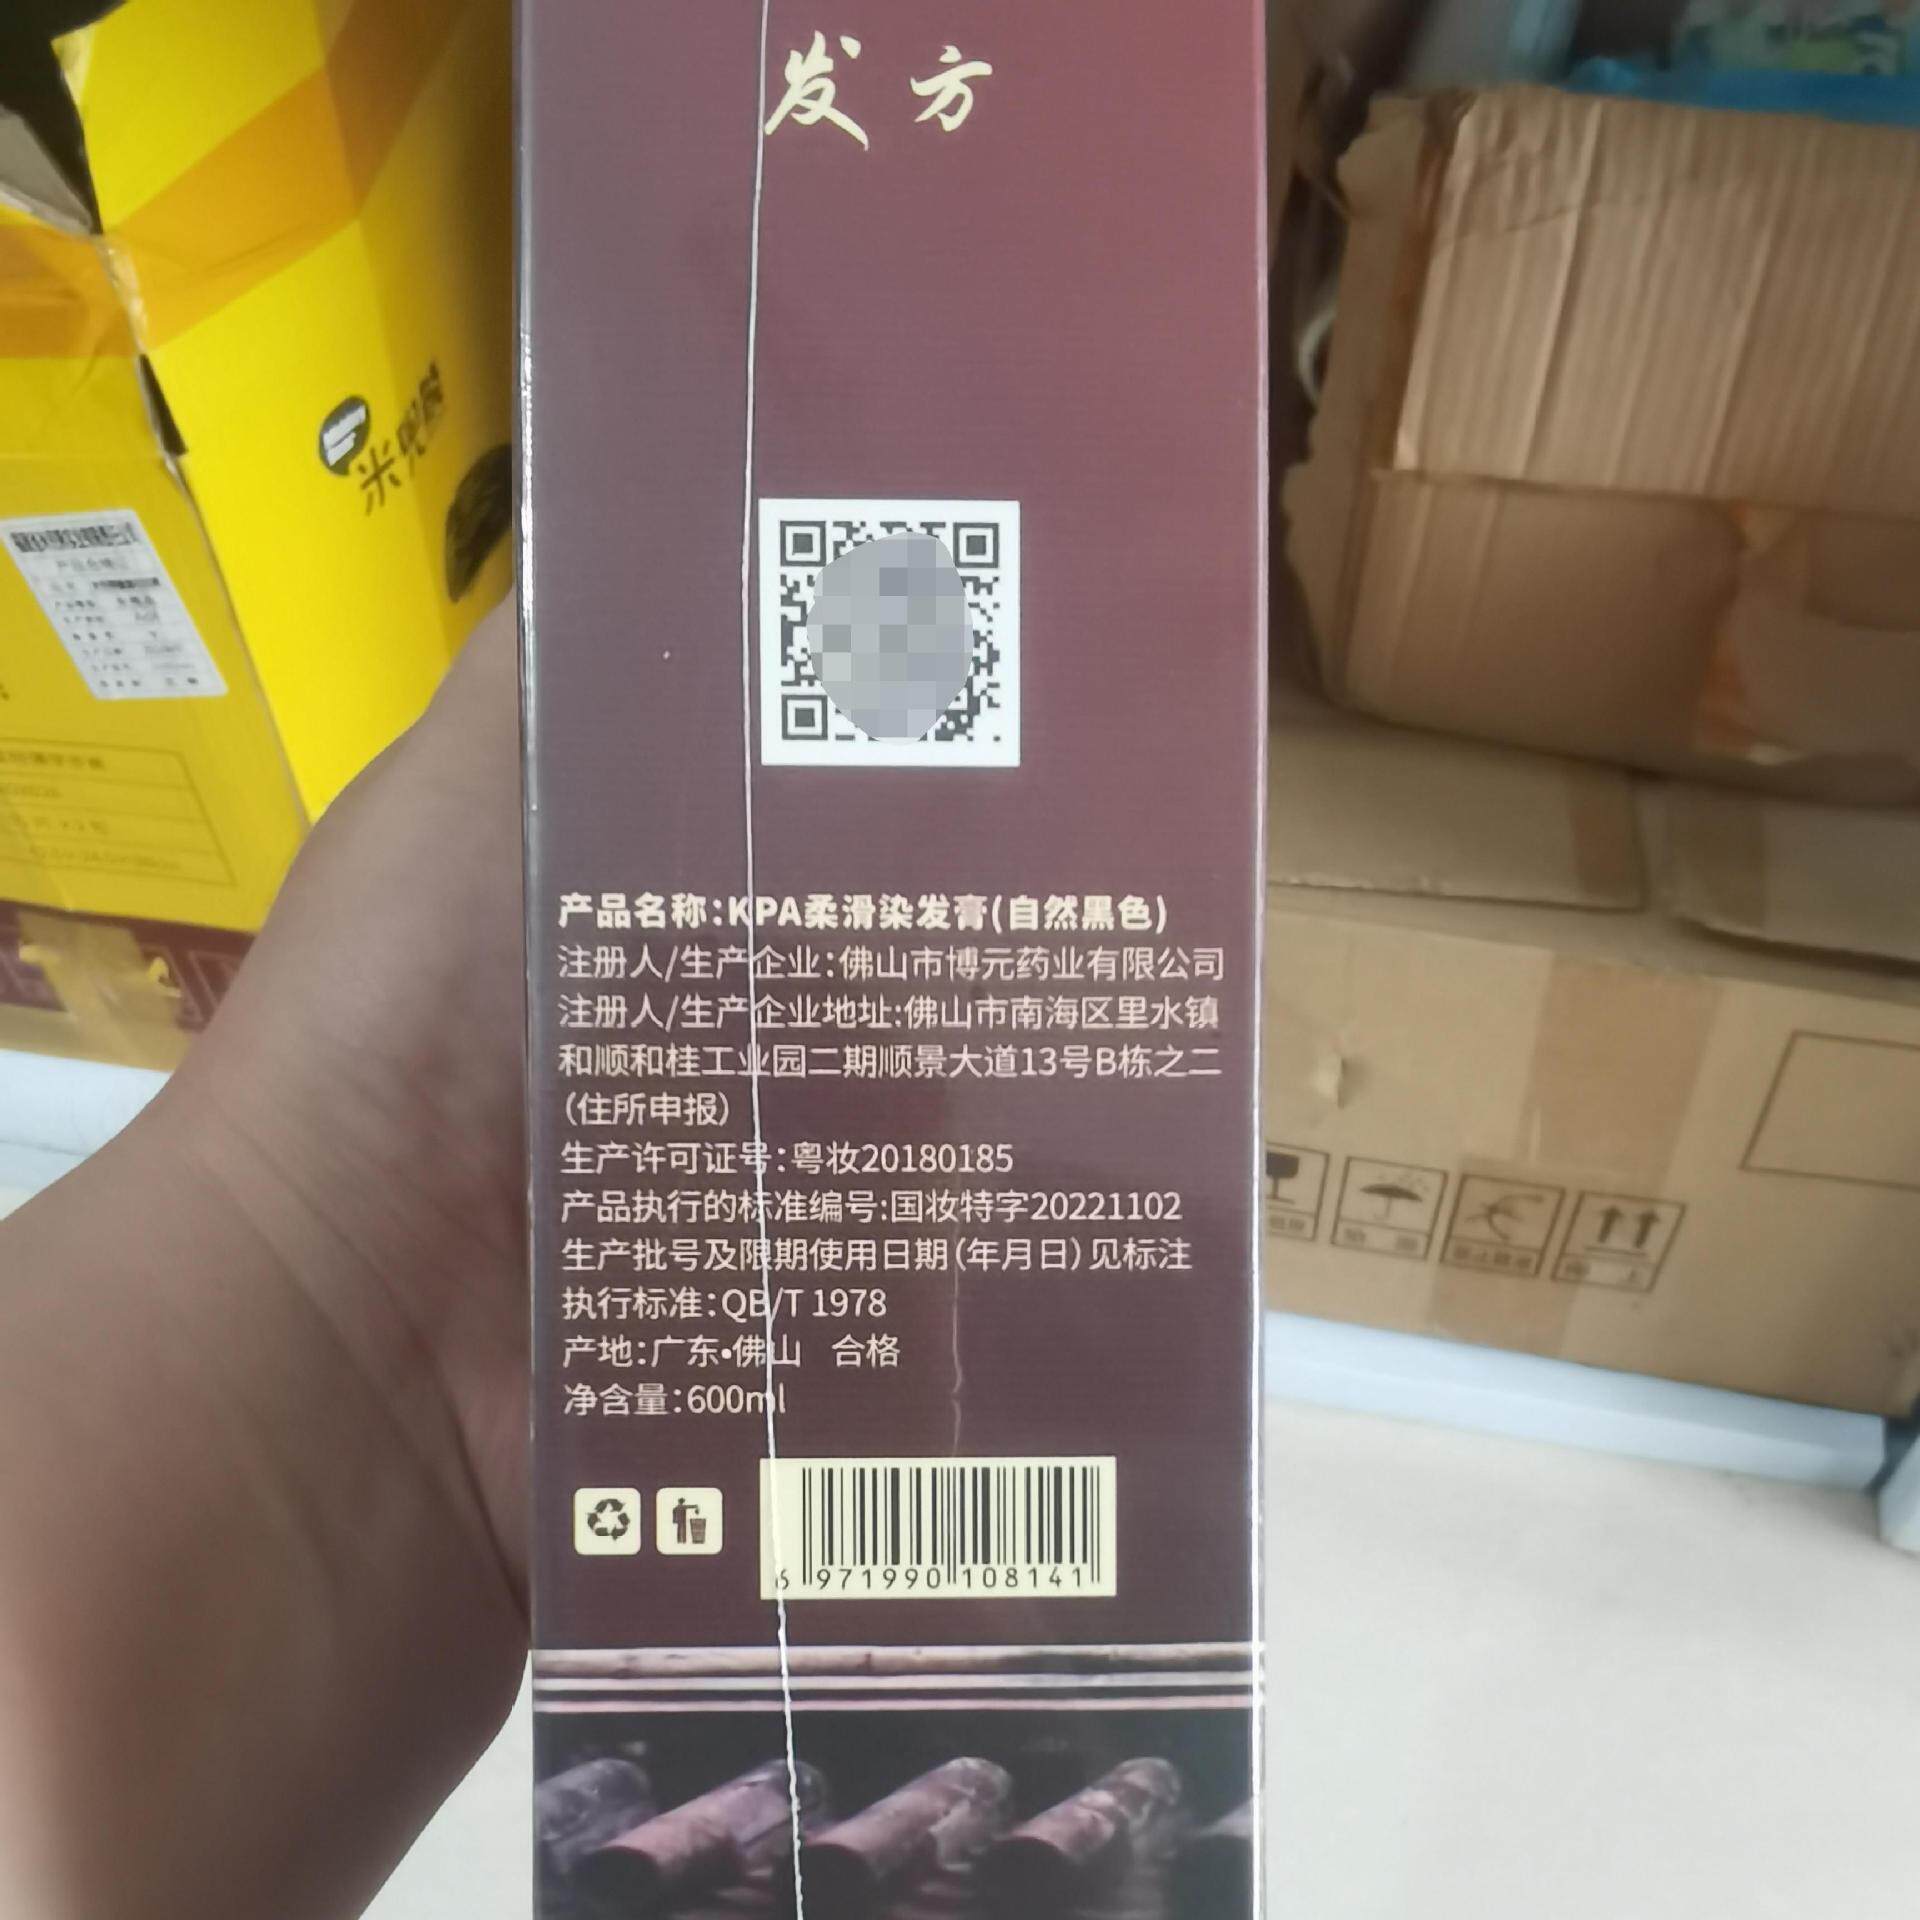 发方
米兜熊
产品名称:KPA柔滑染发膏(自然黑色)
注册人/生产企业:佛山市博元药业有限公司
注册人/生产企业地址:佛山市南海区里水镇
和顺和桂工业园二期顺景大道13号B栋之二
(住所申报)
生产许可证号:粤妆20180185
产品执行的标准编号:国妆特字20221102
生产批号及限期使用日期(年月日)见标注
执行标准:QB/T 1978
产地:广东•佛山 合格
净含量:600ml
6 971990 108141